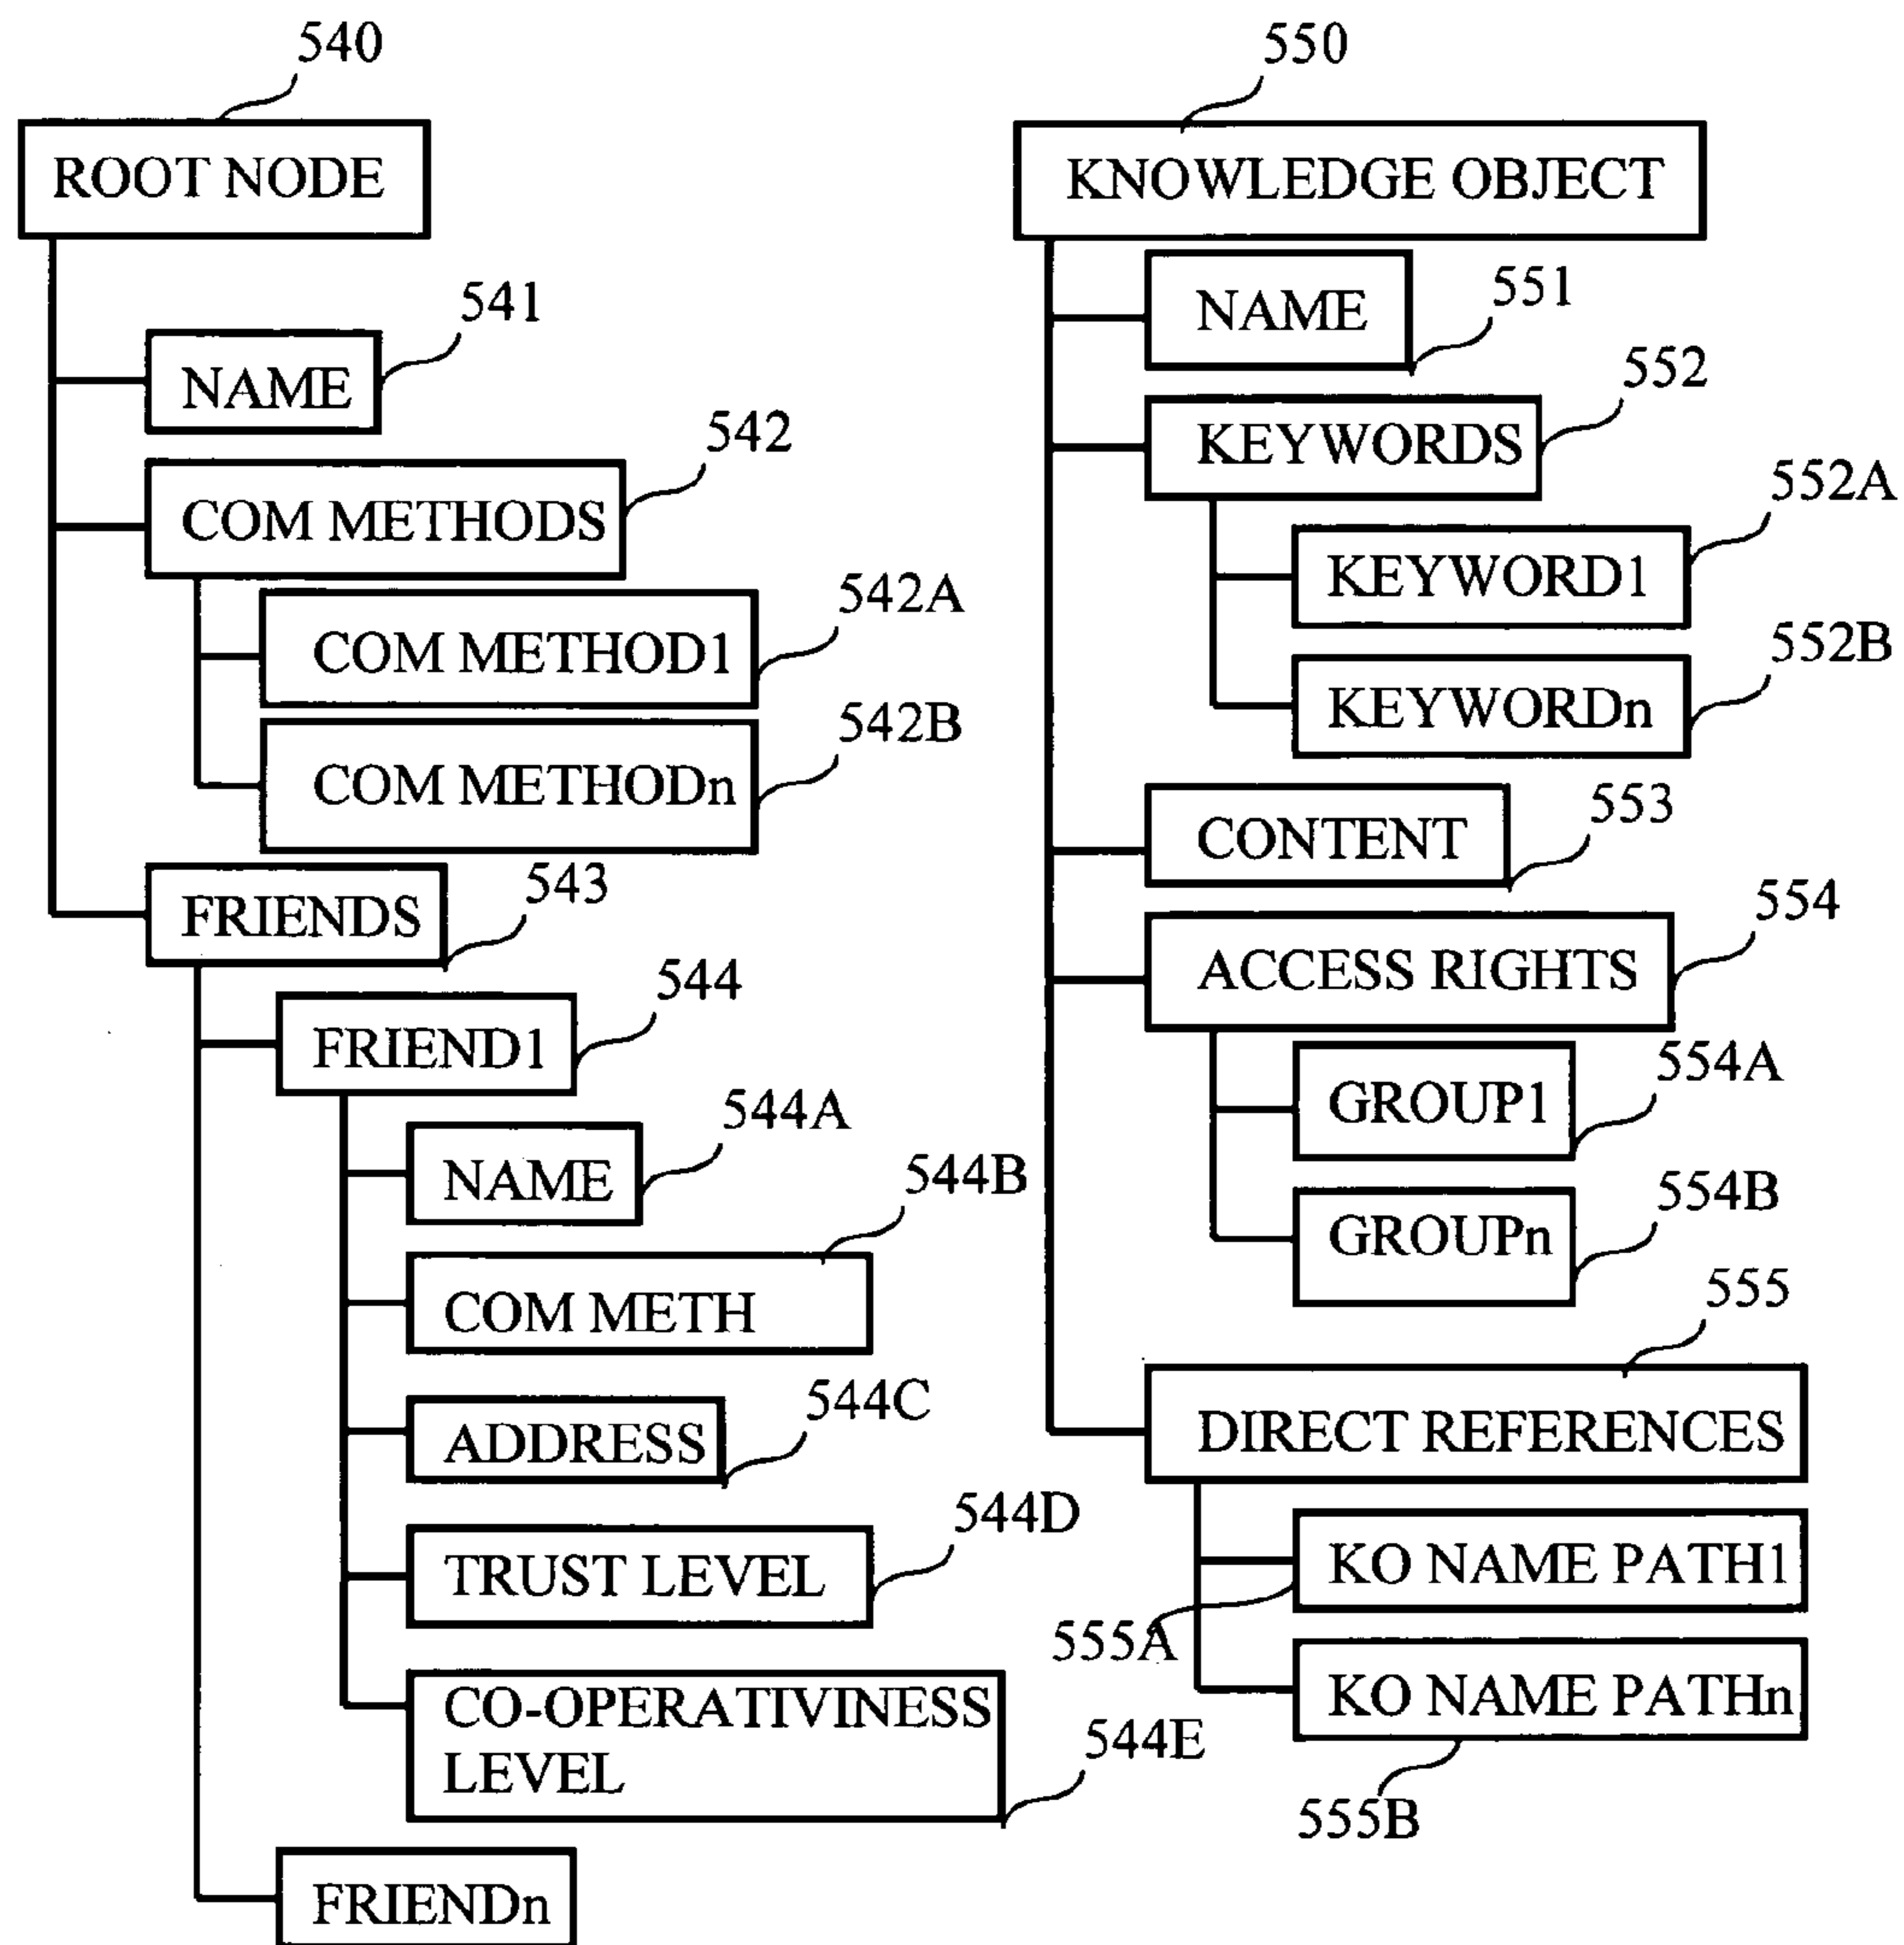 540
ROOT NODE
541
NAME
542
COM METHODS
542A
COM METHOD1
542B
COM METHODn
543
FRIENDS
544
FRIEND1
544A
NAME
544B
COM METH
544C
ADDRESS
544D
TRUST LEVEL
CO-OPERATIVINESS
LEVEL
544E
FRIENDn
550
KNOWLEDGE OBJECT
551
NAME
552
KEYWORDS
552A
KEYWORD1
552B
KEYWORDn
553
CONTENT
554
ACCESS RIGHTS
554A
GROUP1
554B
GROUPn
555
DIRECT REFERENCES
KO NAME PATH1
555A
KO NAME PATHn
555B